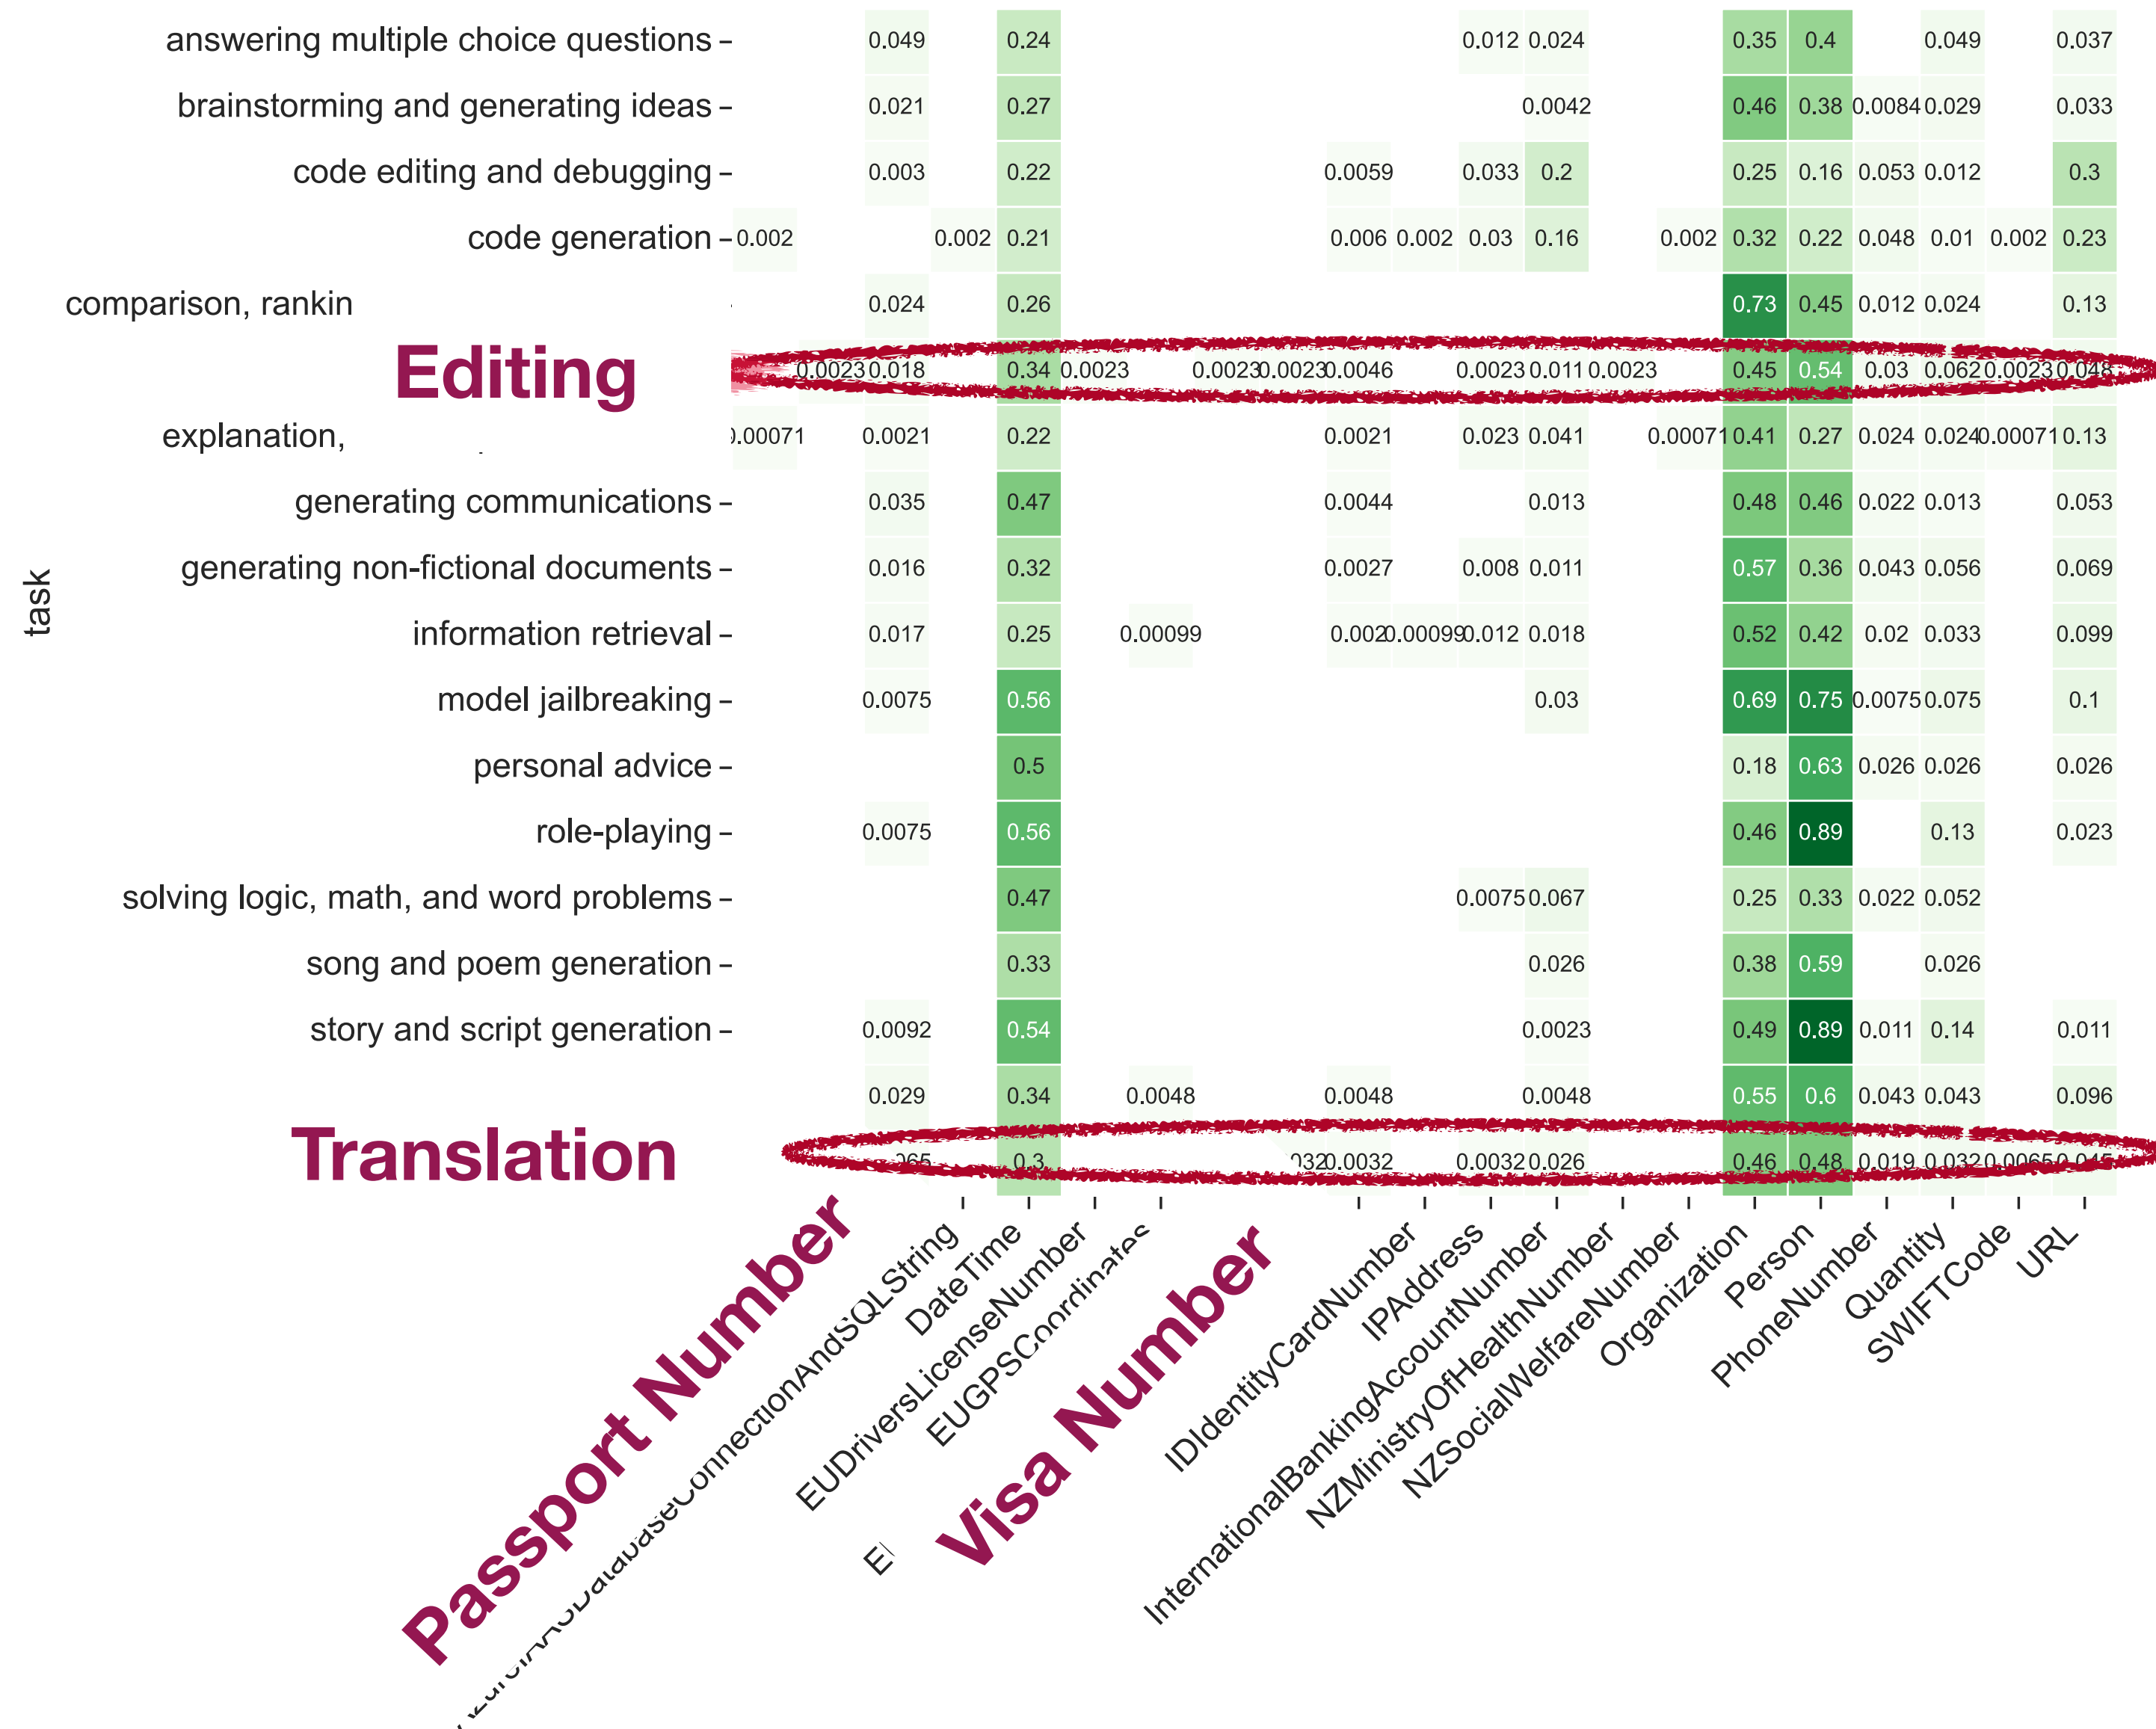 answering multiple choice questions 0.049 0.24 0.012 0.024 0.35 0.4 0.049 0.037
brainstorming and generating ideas 0.021 0.27 0.0042 0.46 0.38 0.0084 0.029 0.033
code editing and debugging 0.003 0.22 0.0059 0.033 0.2 0.25 0.16 0.053 0.012 0.3
code generation 0.002 0.002 0.21 0.006 0.002 0.03 0.16 0.002 0.32 0.22 0.048 0.01 0.002 0.23
comparison, rankin 0.024 0.26 0.73 0.45 0.012 0.024 0.13
Editing 0.0023 0.018 0.34 0.0023 0.0023 0.0023 0.0046 0.0023 0.011 0.0023 0.45 0.54 0.03 0.062 0.0023 0.048
explanation, 0.00071 0.0021 0.22 0.0021 0.023 0.041 0.00071 0.41 0.27 0.024 0.024 0.00071 0.13
generating communications 0.035 0.47 0.0044 0.013 0.48 0.46 0.022 0.013 0.053
generating non-fictional documents 0.016 0.32 0.0027 0.008 0.011 0.57 0.36 0.043 0.056 0.069
task
information retrieval 0.017 0.25 0.00099 0.002 0.00099 0.012 0.018 0.52 0.42 0.02 0.033 0.099
model jailbreaking 0.0075 0.56 0.03 0.69 0.75 0.0075 0.075 0.1
personal advice 0.5 0.18 0.63 0.026 0.026 0.026
role-playing 0.0075 0.56 0.46 0.89 0.13 0.023
solving logic, math, and word problems 0.47 0.0075 0.067 0.25 0.33 0.022 0.052
song and poem generation 0.33 0.026 0.38 0.59 0.026
story and script generation 0.0092 0.54 0.0023 0.49 0.89 0.011 0.14 0.011
0.029 0.34 0.0048 0.0048 0.0048 0.55 0.6 0.043 0.043 0.096
Translation 0.3 0.0032 0.0032 0.026 0.46 0.48 0.019 0.032 0.0065 0.045
Passport Number
DateTime
EUDriversLicenseNumber
EUGPSCoordinates
Visa Number
IDIdentityCardNumber
IPAddress
InternationalBankingAccountNumber
NZMinistryOfHealthNumber
NZSocialWelfareNumber
Organization
Person
PhoneNumber
Quantity
SWIFTCode
URL